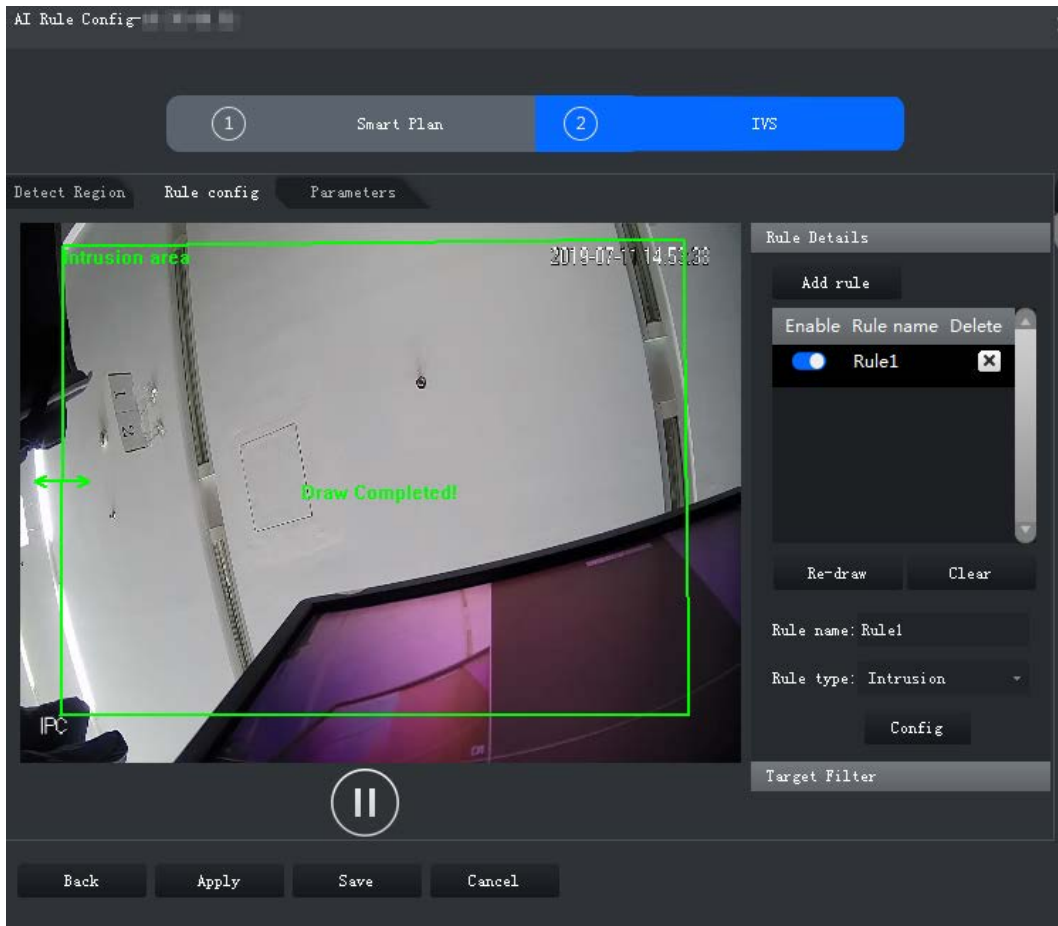 AI Rule Config-
1 Smart Plan 2 IVS
Detect Region Rule config Parameters
Intrusion area
2019-07-11 14:53:33
Draw Completed!
IPC
Rule Details
Add rule
Enable Rule name Delete
Rule1
Re-draw Clear
Rule name: Rule1
Rule type: Intrusion
Config
Target Filter
Back Apply Save Cancel